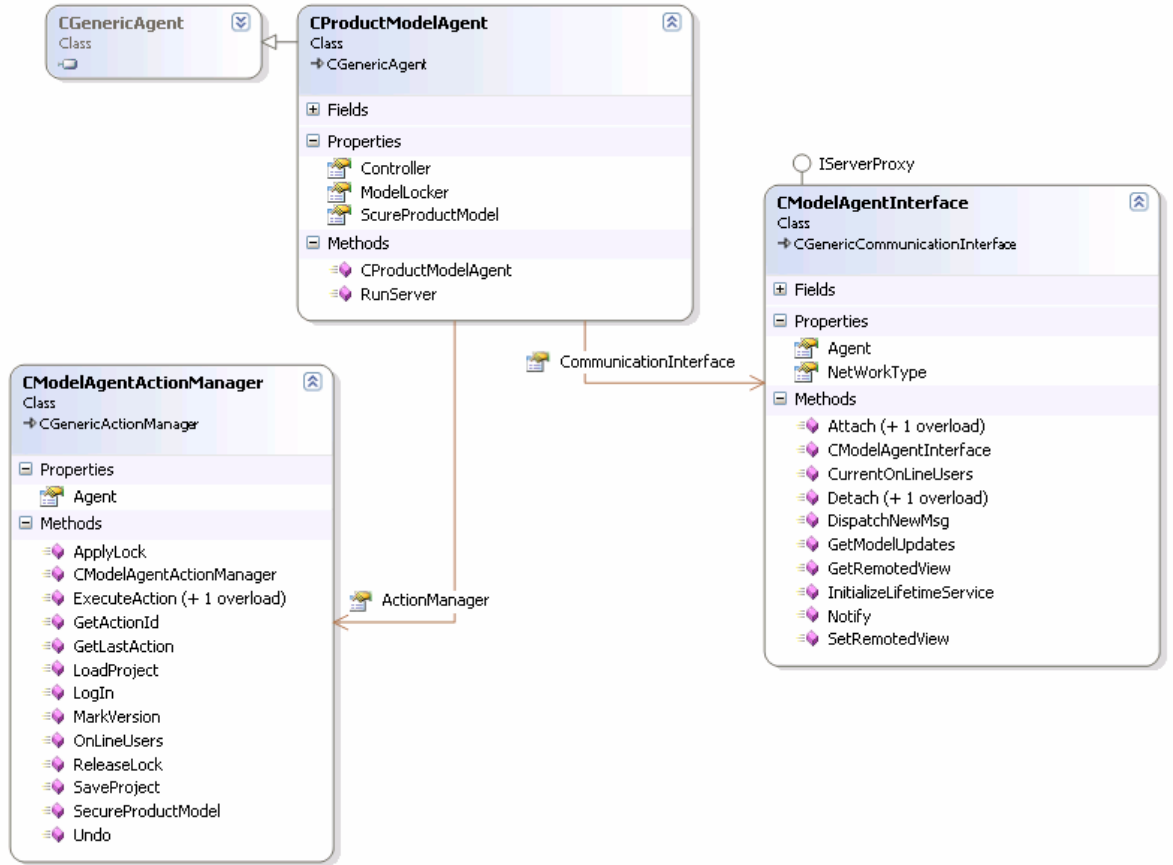 CGenericAgent
Class
CProductModelAgent
Class
CGenericAgent
Fields
Properties
Controller
ModelLocker
ScureProductModel
Methods
CProductModelAgent
RunServer
IServerProxy
CModelAgentInterface
Class
CGenericCommunicationInterface
Fields
Properties
Agent
NetWorkType
Methods
Attach (+ 1 overload)
CModelAgentInterface
CurrentOnLineUsers
Detach (+ 1 overload)
DispatchNewMsg
GetModelUpdates
GetRemotedView
InitializeLifetimeService
Notify
SetRemotedView
CommunicationInterface
CModelAgentActionManager
Class
CGenericActionManager
Properties
Agent
Methods
ApplyLock
CModelAgentActionManager
ExecuteAction (+ 1 overload)
GetActionId
GetLastAction
LoadProject
LogIn
MarkVersion
OnLineUsers
ReleaseLock
SaveProject
SecureProductModel
Undo
ActionManager